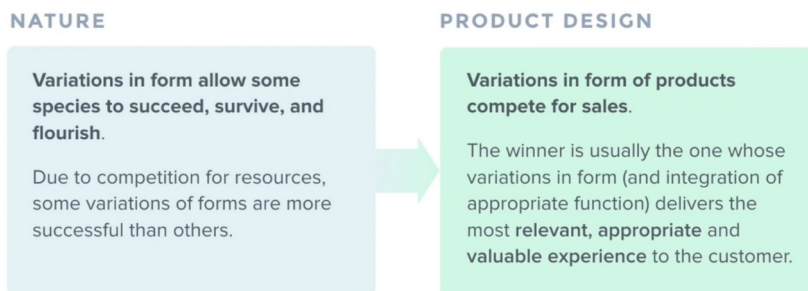 NATURE
Variations in form allow some
species to succeed, survive, and
flourish.
Due to competition for resources,
some variations of forms are more
successful than others.
PRODUCT DESIGN
Variations in form of products
compete for sales.
The winner is usually the one whose
variations in form (and integration of
appropriate function) delivers the
most relevant, appropriate and
valuable experience to the customer.